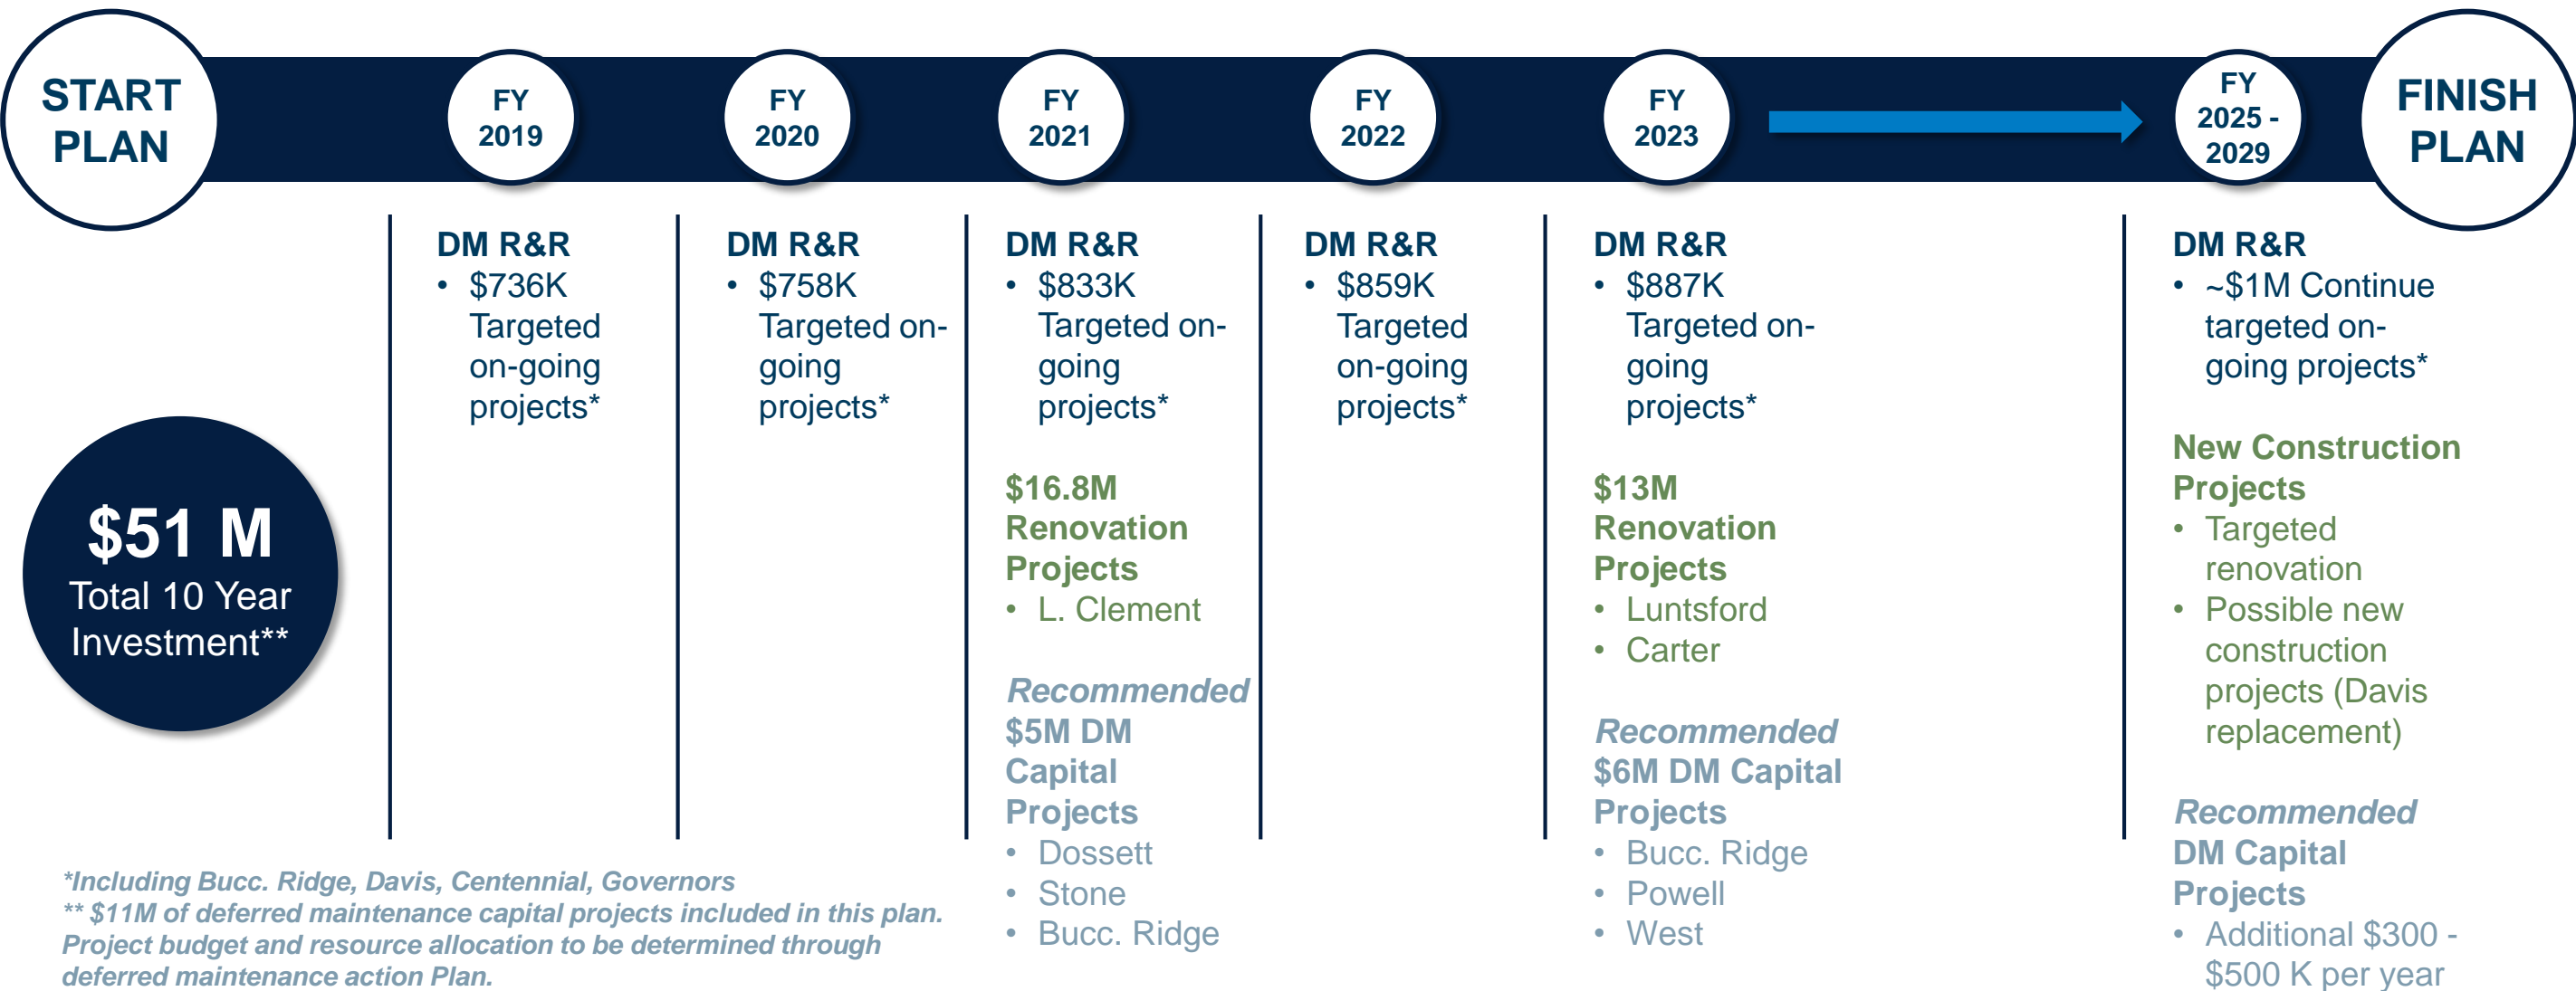 START
PLAN
FY
2019
FY
2020
FY
2021
FY
2022
FY
2023
FY
2025 -
2029
FINISH
PLAN
$51 M
Total 10 Year
Investment**
DM R&R
• $736K
Targeted
on-going
projects*
DM R&R
• $758K
Targeted on-
going
projects*
DM R&R
• $833K
Targeted on-
going
projects*
$16.8M
Renovation
Projects
• L. Clement
Recommended
$5M DM
Capital
Projects
• Dossett
• Stone
• Bucc. Ridge
DM R&R
• $859K
Targeted
on-going
projects*
DM R&R
• $887K
Targeted on-
going
projects*
$13M
Renovation
Projects
• Luntsford
• Carter
Recommended
$6M DM Capital
Projects
• Bucc. Ridge
• Powell
• West
DM R&R
• ~$1M Continue
targeted on-
going projects*
New Construction
Projects
• Targeted
renovation
• Possible new
construction
projects (Davis
replacement)
Recommended
DM Capital
Projects
• Additional $300 -
$500 K per year
*Including Bucc. Ridge, Davis, Centennial, Governors
** $11M of deferred maintenance capital projects included in this plan.
Project budget and resource allocation to be determined through
deferred maintenance action Plan.